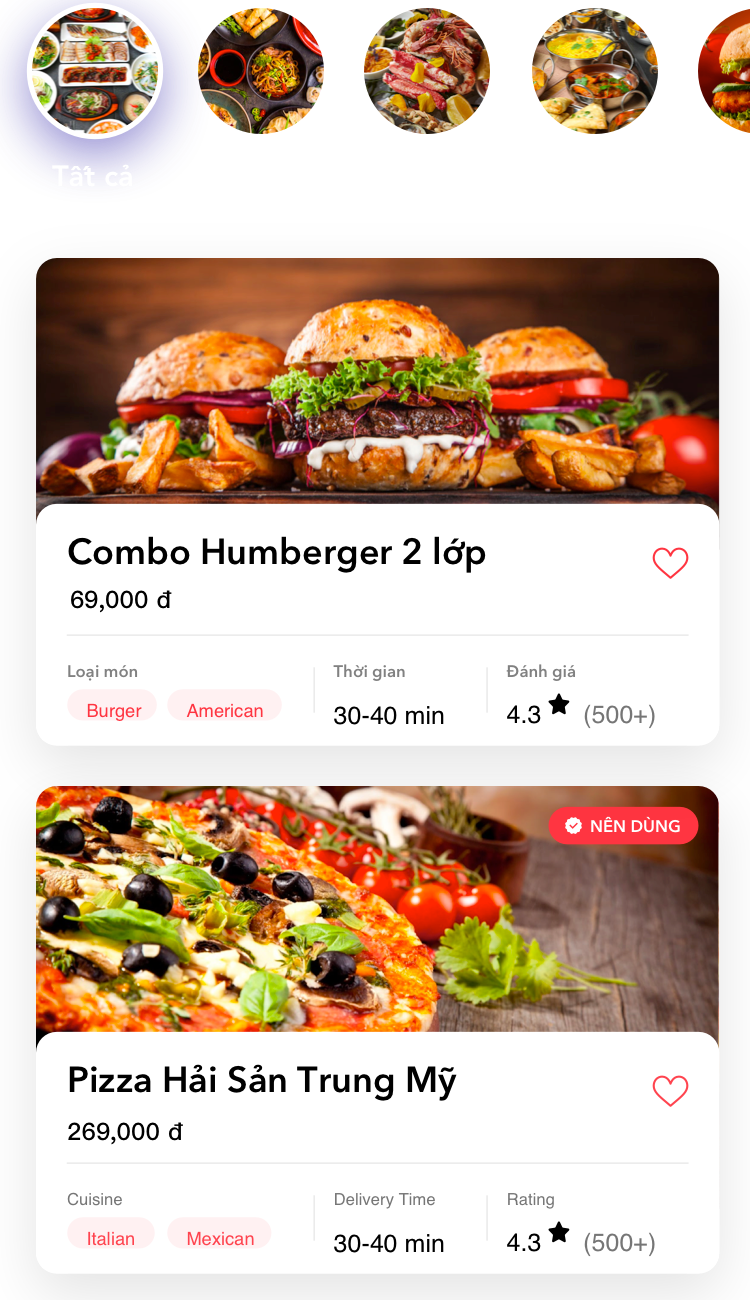 Tất cả
Combo Humberger 2 lớp
69,000 đ
Loại món
Thời gian
Đánh giá
Burger
American
30-40 min
4.3 (500+)
NÊN DÙNG
Pizza Hải Sản Trung Mỹ
269,000 đ
Cuisine
Delivery Time
Rating
Italian
Mexican
30-40 min
4.3 (500+)